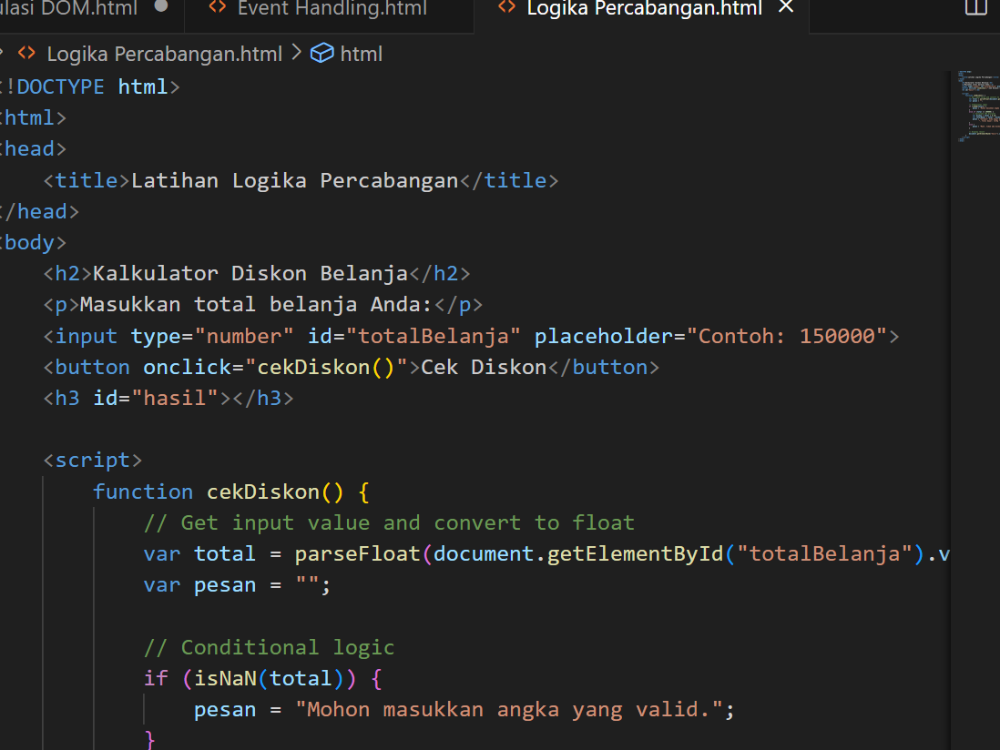 ulasi DOM.html
Event Handling.html
Logika Percabangan.html
Logika Percabangan.html > html
<!DOCTYPE html>
<html>
<head>
<title>Latihan Logika Percabangan</title>
</head>
<body>
<h2>Kalkulator Diskon Belanja</h2>
<p>Masukkan total belanja Anda:</p>
<input type="number" id="totalBelanja" placeholder="Contoh: 150000">
<button onclick="cekDiskon()">Cek Diskon</button>
<h3 id="hasil"></h3>
<script>
function cekDiskon() {
// Get input value and convert to float
var total = parseFloat(document.getElementById("totalBelanja").v
var pesan = "";
// Conditional logic
if (isNaN(total)) {
pesan = "Mohon masukkan angka yang valid.";
}